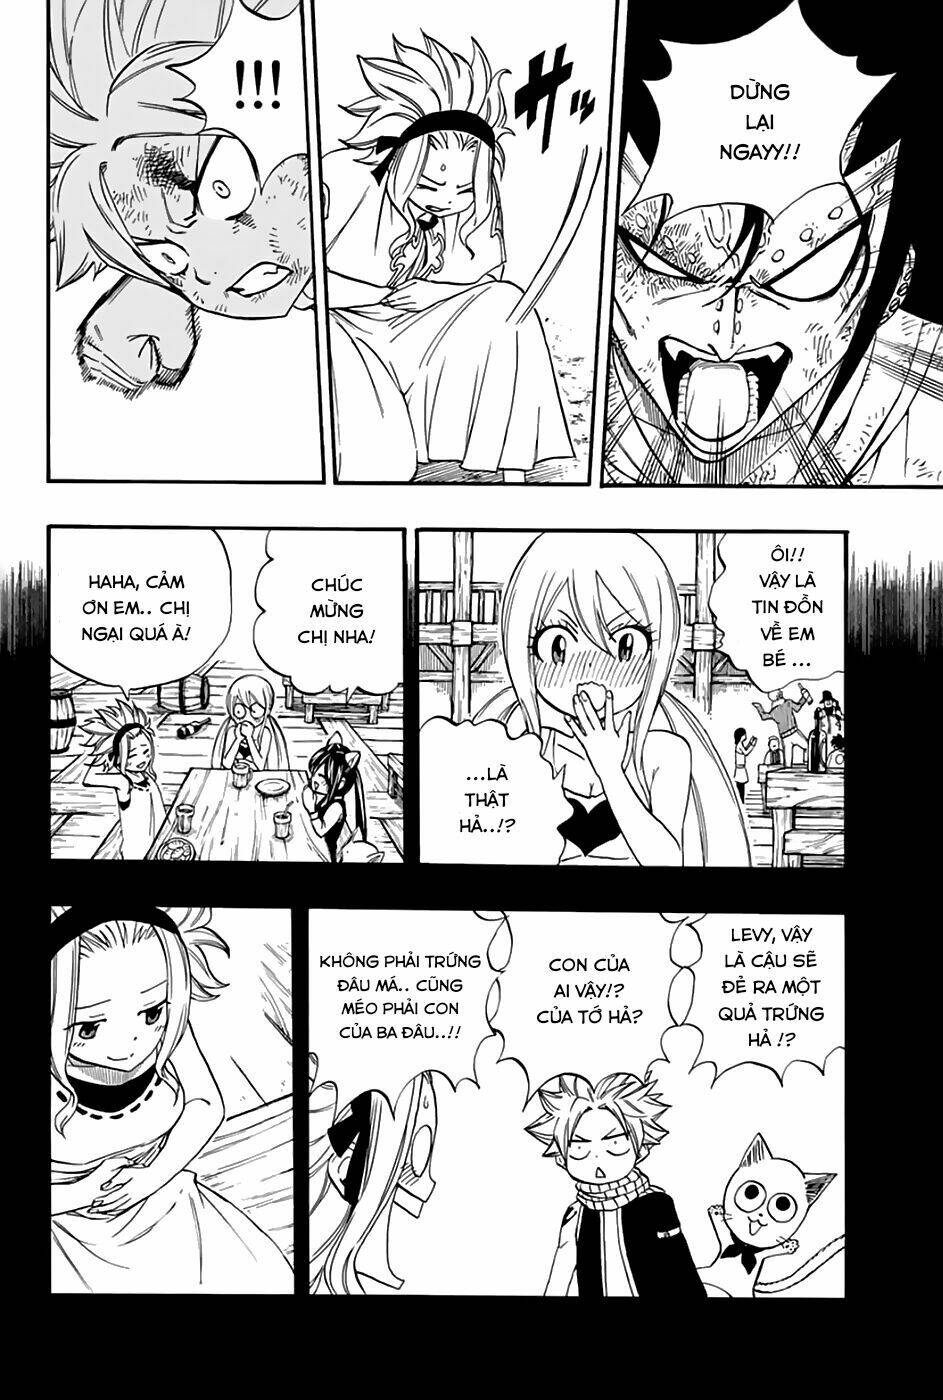 DỪNG
LẠI
NGAYY!!
ザッ
!!!
ÔI!!
VẬY LÀ
TIN ĐỒN
VỀ EM
BÉ ...
...LÀ
THẬT
HẢ..!?
CHÚC
MỪNG
CHỊ NHA!
HAHA, CẢM
ƠN EM.. CHỊ
NGẠI QUÁ À!
LEVY, VẬY
LÀ CẬU SẼ
ĐẺ RA MỘT
QUẢ TRỨNG
HẢ !?
CON CỦA
AI VẬY!?
CỦA TỚ HẢ?
KHÔNG PHẢI TRỨNG
ĐÂU MÁ.. CŨNG
MÉO PHẢI CON
CỦA BA ĐÂU..!!